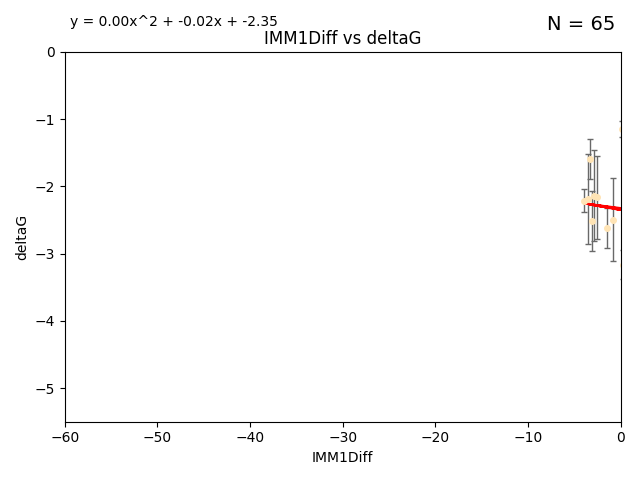 y = 0.00x^2 + -0.02x + -2.35
N = 65
IMM1Diff vs deltaG
0
−1
−2
−3
−4
−5
deltaG
−60 −50 −40 −30 −20 −10 0
IMM1Diff